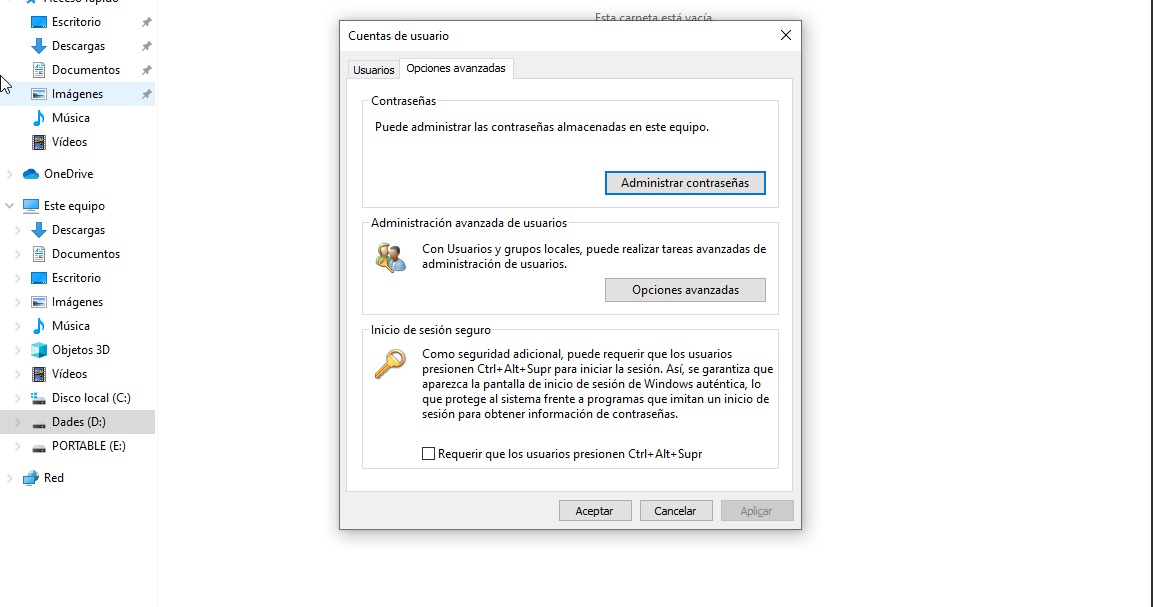 Acceso rápido
Escritorio
Descargas
Documentos
Imágenes
Música
Vídeos
OneDrive
Este equipo
Descargas
Documentos
Escritorio
Imágenes
Música
Objetos 3D
Vídeos
Disco local (C:)
Dades (D:)
PORTABLE (E:)
Red
Esta carpeta está vacía.
Cuentas de usuario
Usuarios
Opciones avanzadas
Contraseñas
Puede administrar las contraseñas almacenadas en este equipo.
Administrar contraseñas
Administración avanzada de usuarios
Con Usuarios y grupos locales, puede realizar tareas avanzadas de
administración de usuarios.
Opciones avanzadas
Inicio de sesión seguro
Como seguridad adicional, puede requerir que los usuarios
presionen Ctrl+Alt+Supr para iniciar la sesión. Así, se garantiza que
aparezca la pantalla de inicio de sesión de Windows auténtica, lo
que protege al sistema frente a programas que imitan un inicio de
sesión para obtener información de contraseñas.
Requerir que los usuarios presionen Ctrl+Alt+Supr
Aceptar
Cancelar
Aplicar